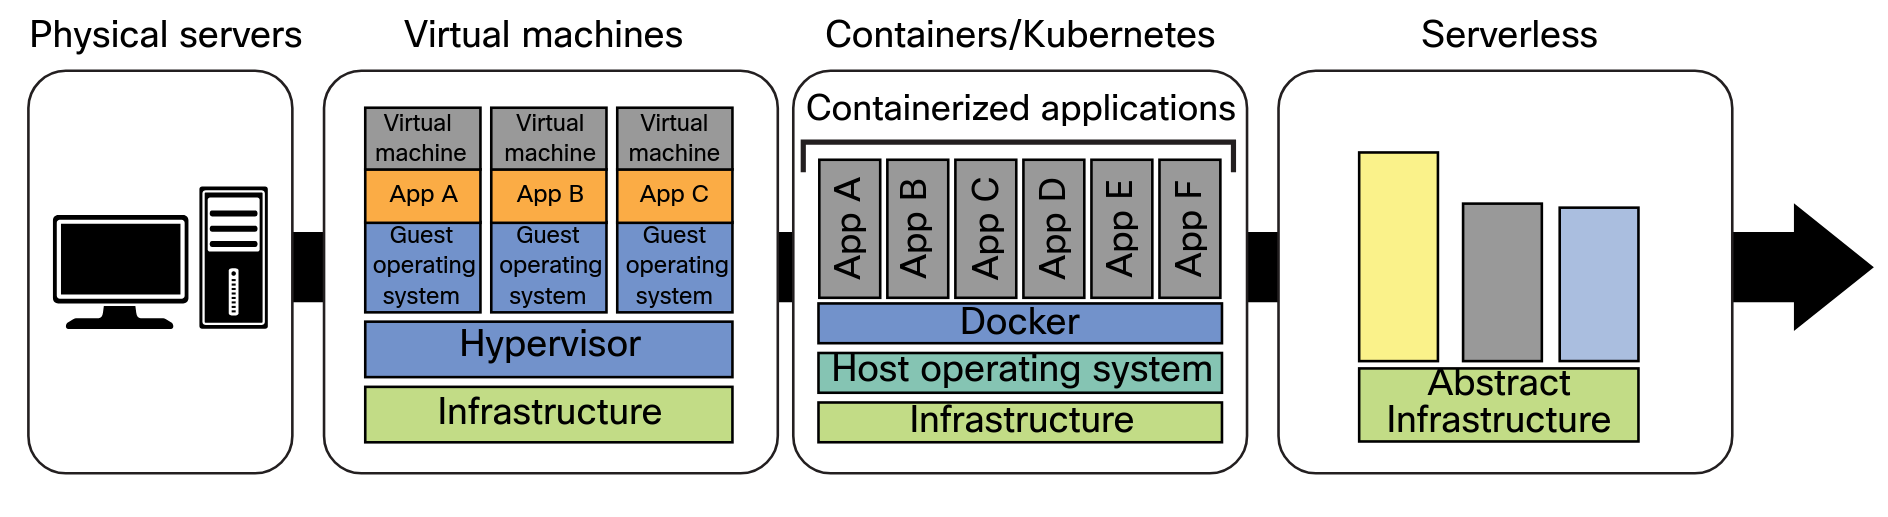 Physical servers
Virtual machines
Containers/Kubernetes
Serverless
Virtual
machine
App A
Guest
operating
system
Virtual
machine
App B
Guest
operating
system
Virtual
machine
App C
Guest
operating
system
Hypervisor
Infrastructure
Containerized applications
App A
App B
App C
App D
App E
App F
Docker
Host operating system
Infrastructure
Abstract
Infrastructure